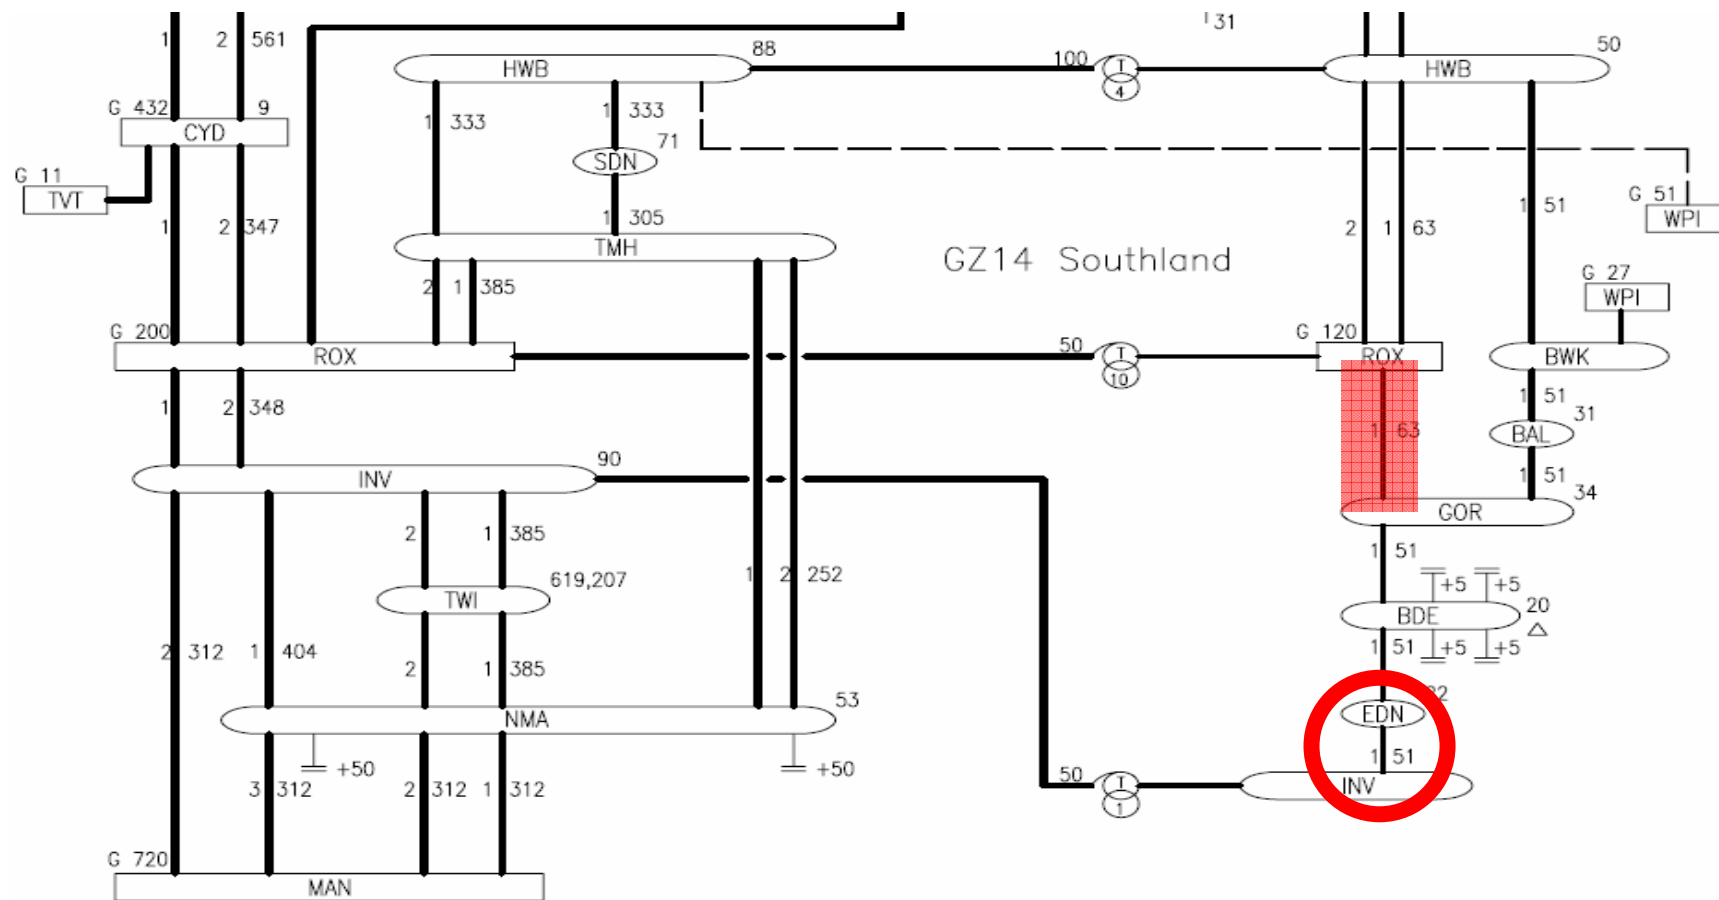 31
1 2 561
88
HWB
100 T 4
HWB
50
G 432 9
CYD
1 333
1 333
71
SDN
G 11
TVT
1 2 347
1 305
TMH
2 1 63
1 51
G 51
WPI
GZ14 Southland
G 27
WPI
2 1 385
G 200
ROX
50 T 10
G 120
ROX
BWK
1 2 348
1 63
1 51
31
BAL
1 51
34
GOR
90
INV
2 1 385
1 51
619,207
TWI
1 2 252
+5 +5
BDE
20
1 51 +5 +5
2 312 1 404
2 1 385
53
NMA
EDN
1 51
+50 +50
3 312 2 312 1 312
50 T 1
INV
G 720
MAN